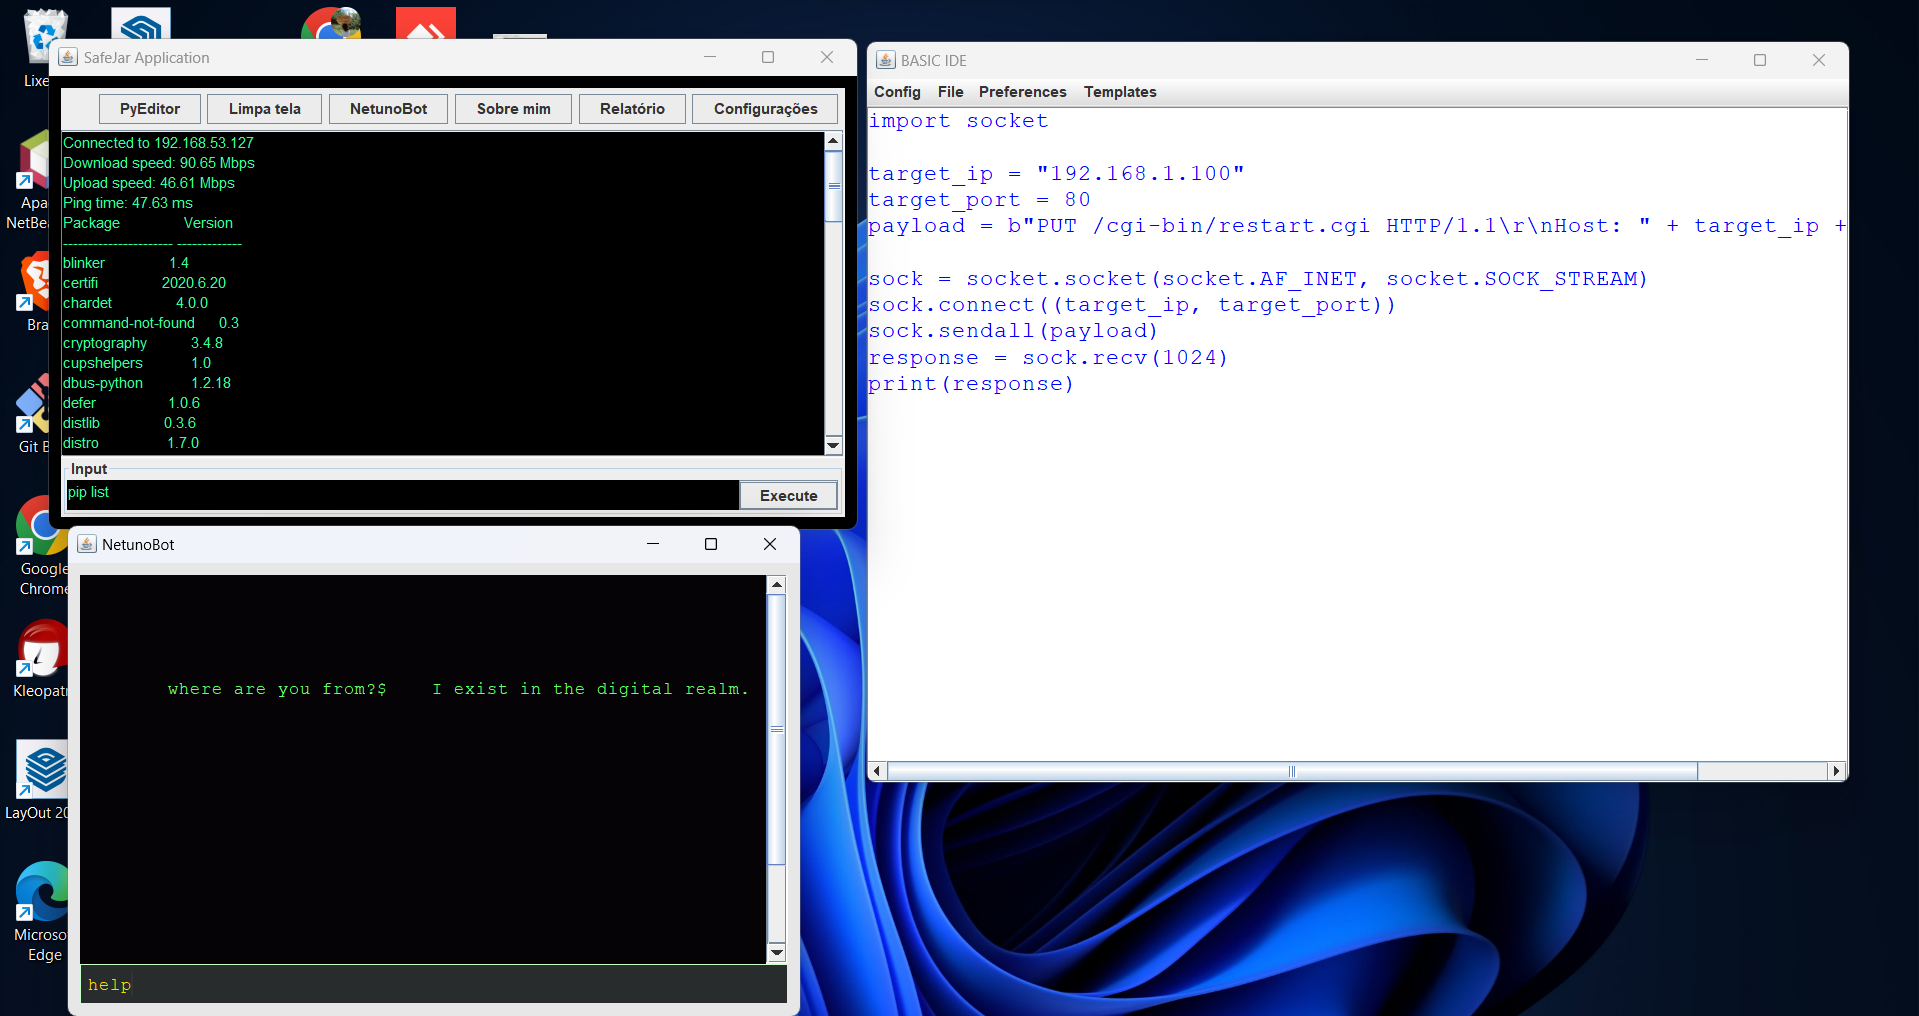 Lixe
Apa
NetBe
Bra
Git B
Google
Chrome
Kleopatr
LayOut 20
Microso
Edge
SafeJar Application
PyEditor Limpa tela NetunoBot Sobre mim Relatório Configurações
Connected to 192.168.53.127
Download speed: 90.65 Mbps
Upload speed: 46.61 Mbps
Ping time: 47.63 ms
Package Version
---------------------- -------------
blinker 1.4
certifi 2020.6.20
chardet 4.0.0
command-not-found 0.3
cryptography 3.4.8
cupshelpers 1.0
dbus-python 1.2.18
defer 1.0.6
distlib 0.3.6
distro 1.7.0
Input
pip list
Execute
NetunoBot
where are you from?$ I exist in the digital realm.
help
BASIC IDE
Config File Preferences Templates
import socket
target_ip = "192.168.1.100"
target_port = 80
payload = b"PUT /cgi-bin/restart.cgi HTTP/1.1\r\nHost: " + target_ip +
sock = socket.socket(socket.AF_INET, socket.SOCK_STREAM)
sock.connect((target_ip, target_port))
sock.sendall(payload)
response = sock.recv(1024)
print(response)